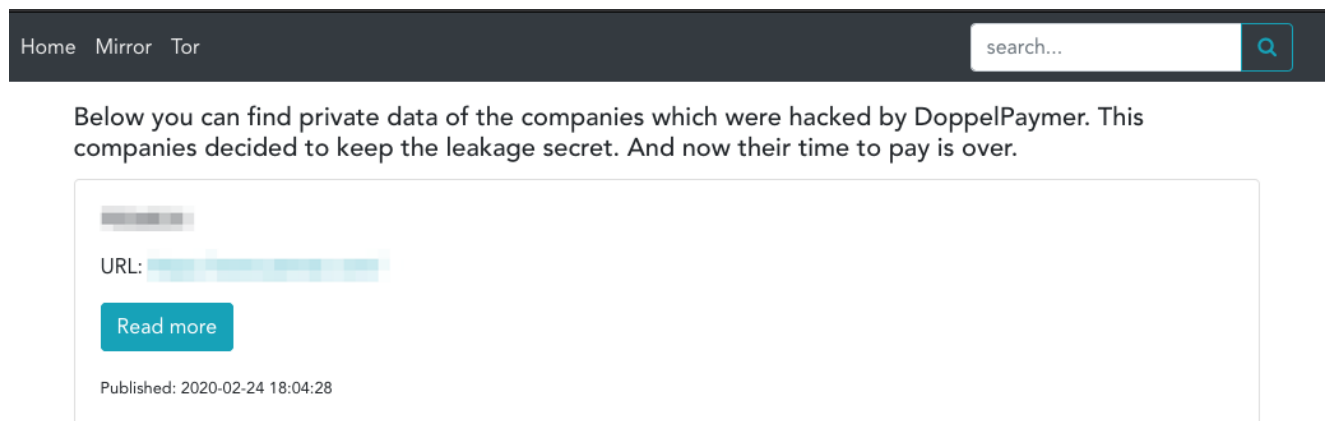 Home Mirror Tor search...
Below you can find private data of the companies which were hacked by DoppelPaymer. This
companies decided to keep the leakage secret. And now their time to pay is over.
URL:
Read more
Published: 2020-02-24 18:04:28